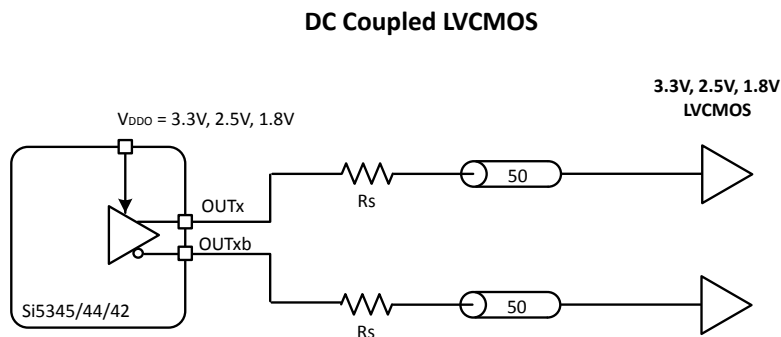 DC Coupled LVCMOS
3.3V, 2.5V, 1.8V
LVCMOS
VDDO = 3.3V, 2.5V, 1.8V
OUTx
Rs
50
OUTxb
Si5345/44/42
Rs
50